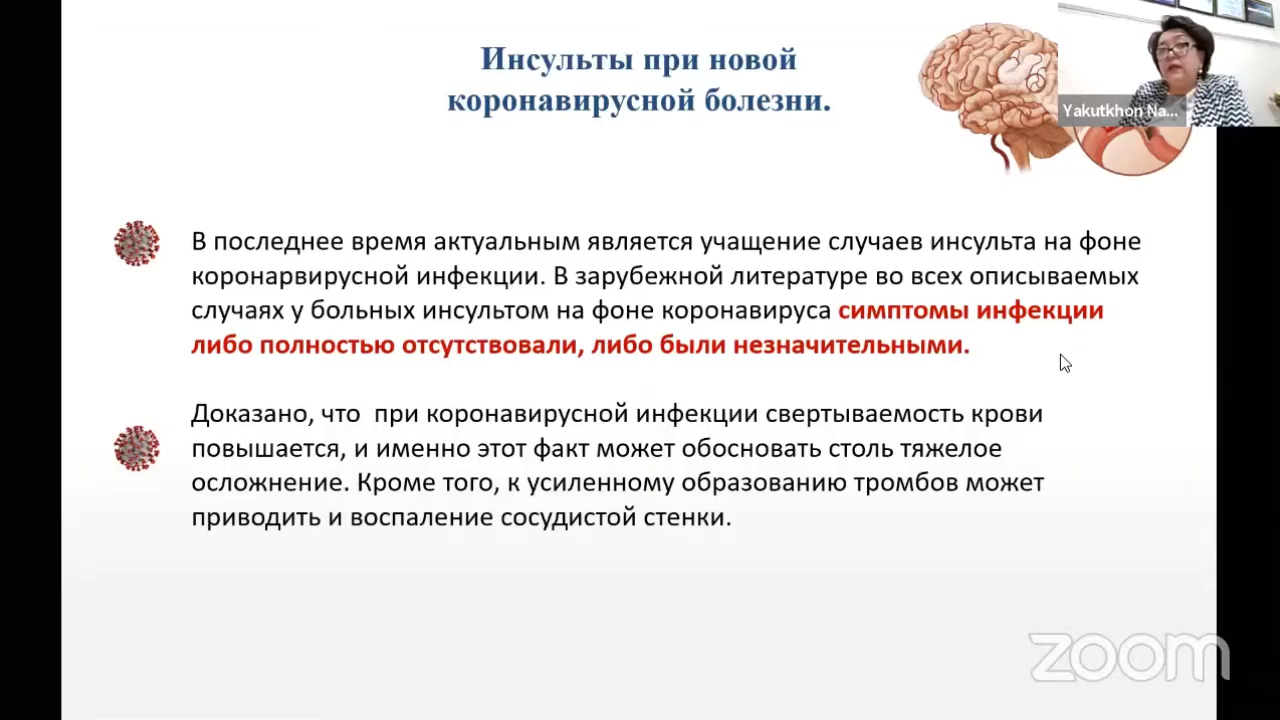 Инсульты при новой
коронавирусной болезни.
Yakutkhon Na...
В последнее время актуальным является учащение случаев инсульта на фоне
коронарвирусной инфекции. В зарубежной литературе во всех описываемых
случаях у больных инсультом на фоне коронавируса симптомы инфекции
либо полностью отсутствовали, либо были незначительными.
Доказано, что  при коронавирусной инфекции свертываемость крови
повышается, и именно этот факт может обосновать столь тяжелое
осложнение. Кроме того, к усиленному образованию тромбов может
приводить и воспаление сосудистой стенки.
zoom